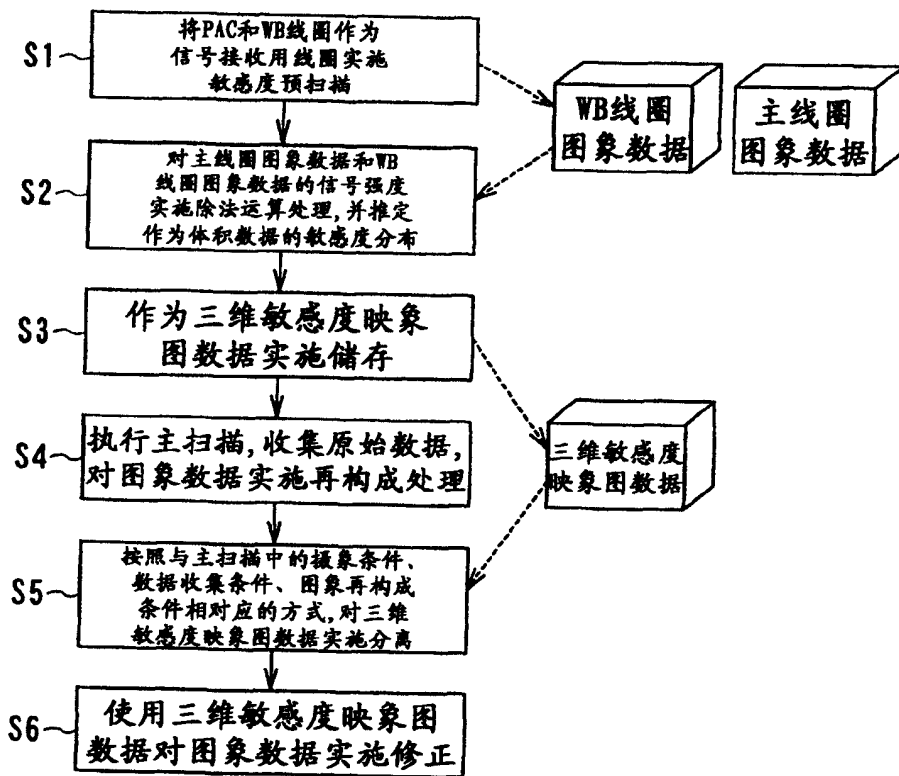 S1
将PAC和WB线圈作为
信号接收用线圈实施
敏感度预扫描
WB线圈
图象数据
主线圈
图象数据
S2
对主线圈图象数据和WB
线圈图象数据的信号强度
实施除法运算处理,并推定
作为体积数据的敏感度分布
S3
作为三维敏感度映象
图数据实施储存
S4
执行主扫描,收集原始数据,
对图象数据实施再构成处理
三维敏感度
映象图数据
S5
按照与主扫描中的摄象条件、
数据收集条件、图象再构成
条件相对应的方式,对三维
敏感度映象图数据实施分离
S6
使用三维敏感度映象图
数据对图象数据实施修正